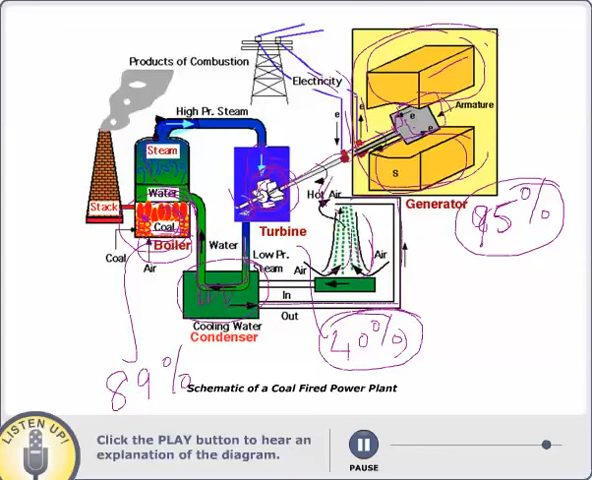 Products of Combustion
Electricity
High Pr. Steam
Steam
e
e
e
e
Armature
Water
Stack
Coal
Boiler
Coal
Air
Turbine
Hot Air
S
Generator
95%
Water
Low Pr.
Steam
Air
Air
In
Out
Cooling Water
Condenser
40%
89%
Schematic of a Coal Fired Power Plant
LISTEN UP!
Click the PLAY button to hear an
explanation of the diagram.
PAUSE